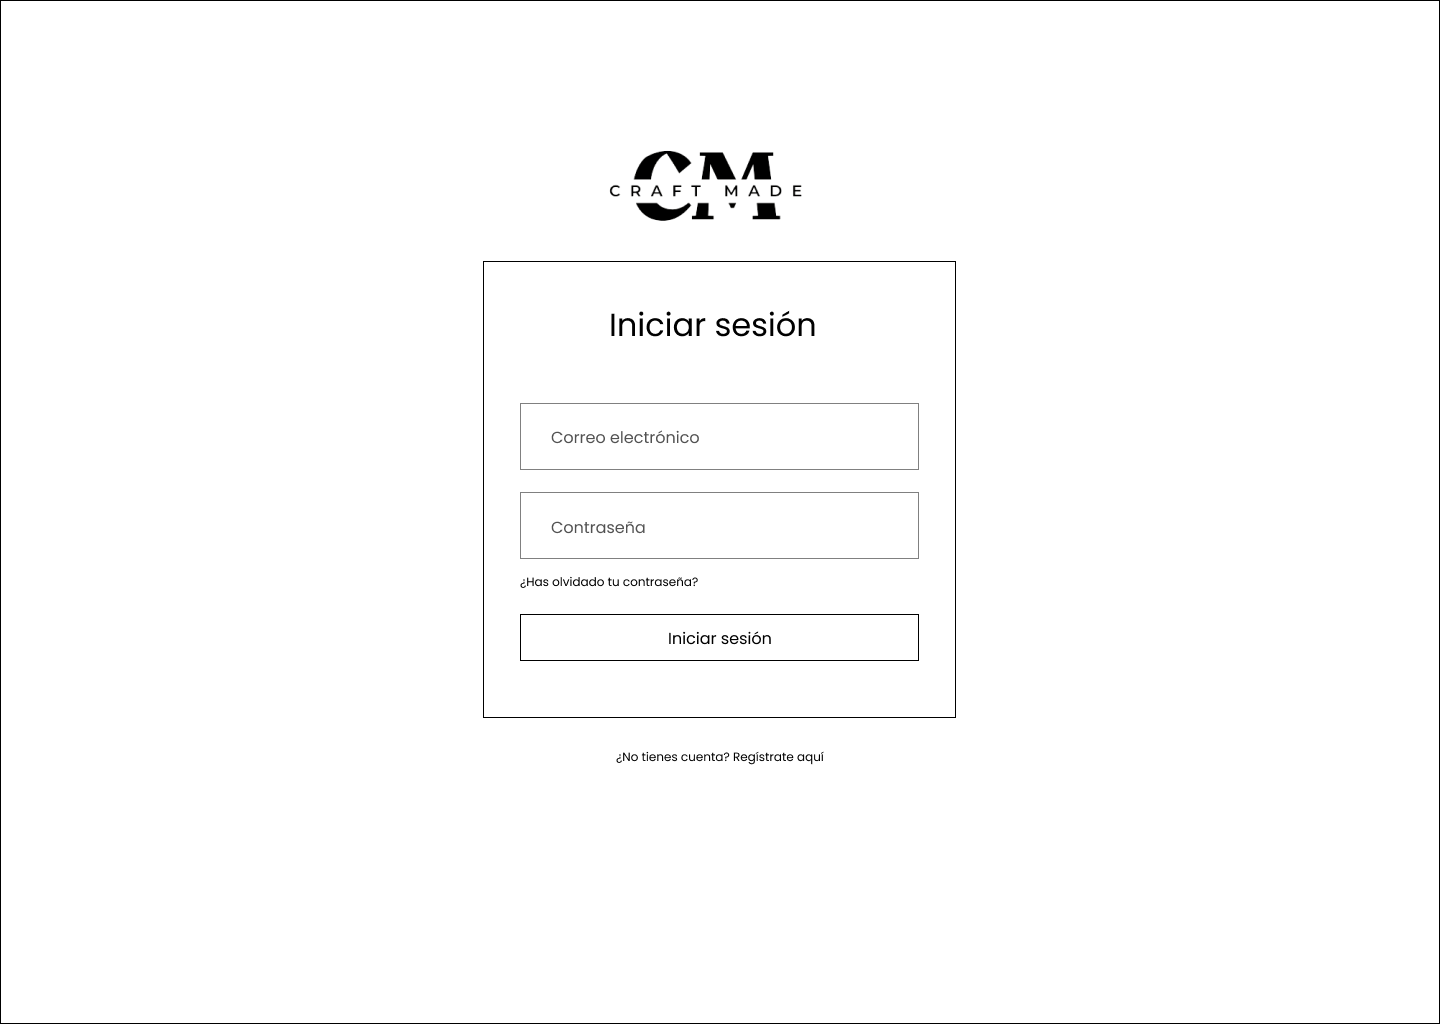 CM
CRAFT MADE
Iniciar sesión
Correo electrónico
Contraseña
¿Has olvidado tu contraseña?
Iniciar sesión
¿No tienes cuenta? Regístrate aquí